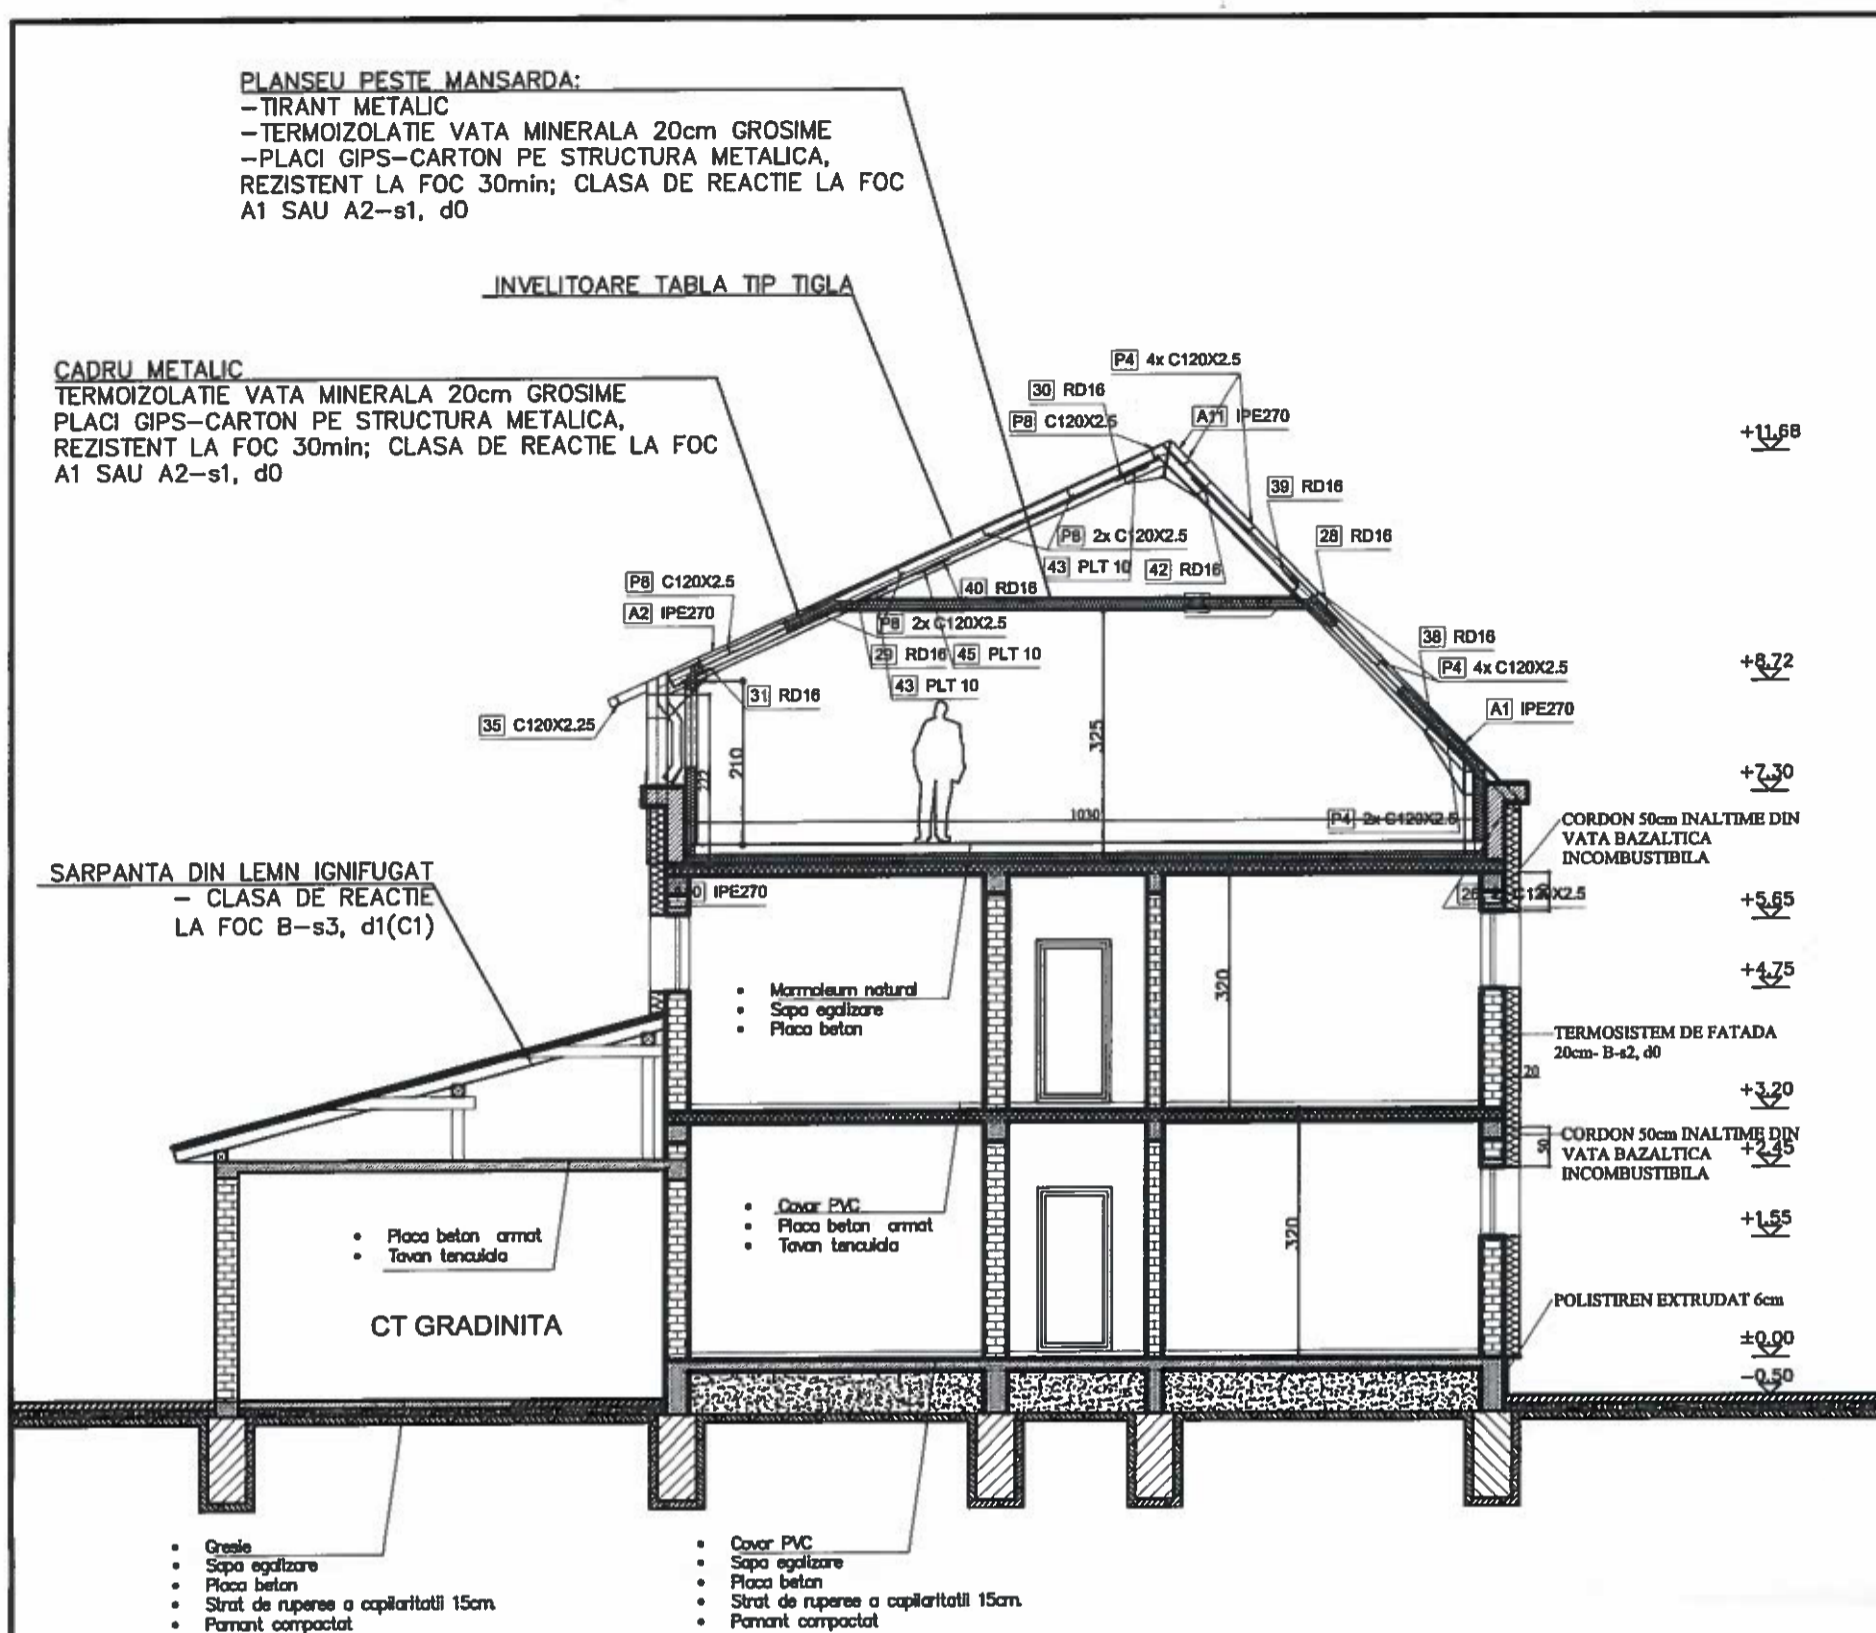 PLANSEU PESTE MANSARDA:
-TIRANT METALIC
-TERMOIZOLATIE VATA MINERALA 20cm GROSIME
-PLACI GIPS-CARTON PE STRUCTURA METALICA,
REZISTENT LA FOC 30min; CLASA DE REACTIE LA FOC
A1 SAU A2-s1, d0
INVELITOARE TABLA TIP TIGLA
CADRU METALIC
TERMOIZOLATIE VATA MINERALA 20cm GROSIME
PLACI GIPS-CARTON PE STRUCTURA METALICA,
REZISTENT LA FOC 30min; CLASA DE REACTIE LA FOC
A1 SAU A2-s1, d0
P4 4x C120X2.5
30 RD16
P8 C120X2.5
A11 IPE270
+11.68
39 RD16
28 RD16
P8 2x C120X2.5
43 PLT 10
42 RD16
40 RD16
P8 C120X2.5
A2 IPE270
P8 2x C120X2.5
29 RD16
45 PLT 10
43 PLT 10
38 RD16
P4 4x C120X2.5
+8.72
31 RD16
35 C120X2.25
A1 IPE270
210
325
+7.30
1030
P4 2x C120X2.5
CORDON 50cm INALTIME DIN
VATA BAZALTICA
INCOMBUSTIBILA
SARPANTA DIN LEMN IGNIFUGAT
- CLASA DE REACTIE
LA FOC B-s3, d1(C1)
IPE270
+5.65
+4.75
320
Marmoleum natural
Sapa egalizare
Placa beton
TERMOSISTEM DE FATADA
20cm- B-s2, d0
20
+3.20
CORDON 50cm INALTIME DIN
VATA BAZALTICA
INCOMBUSTIBILA
50
+2.45
Covor PVC
Placa beton armat
Tavan tencuiala
Placa beton armat
Tavan tencuiala
320
+1.55
CT GRADINITA
POLISTIREN EXTRUDAT 6cm
±0.00
-0.50
Gresie
Sapa egalizare
Placa beton
Strat de rupere a capilaritatii 15cm
Pamant compactat
Covor PVC
Sapa egalizare
Placa beton
Strat de rupere a capilaritatii 15cm
Pamant compactat